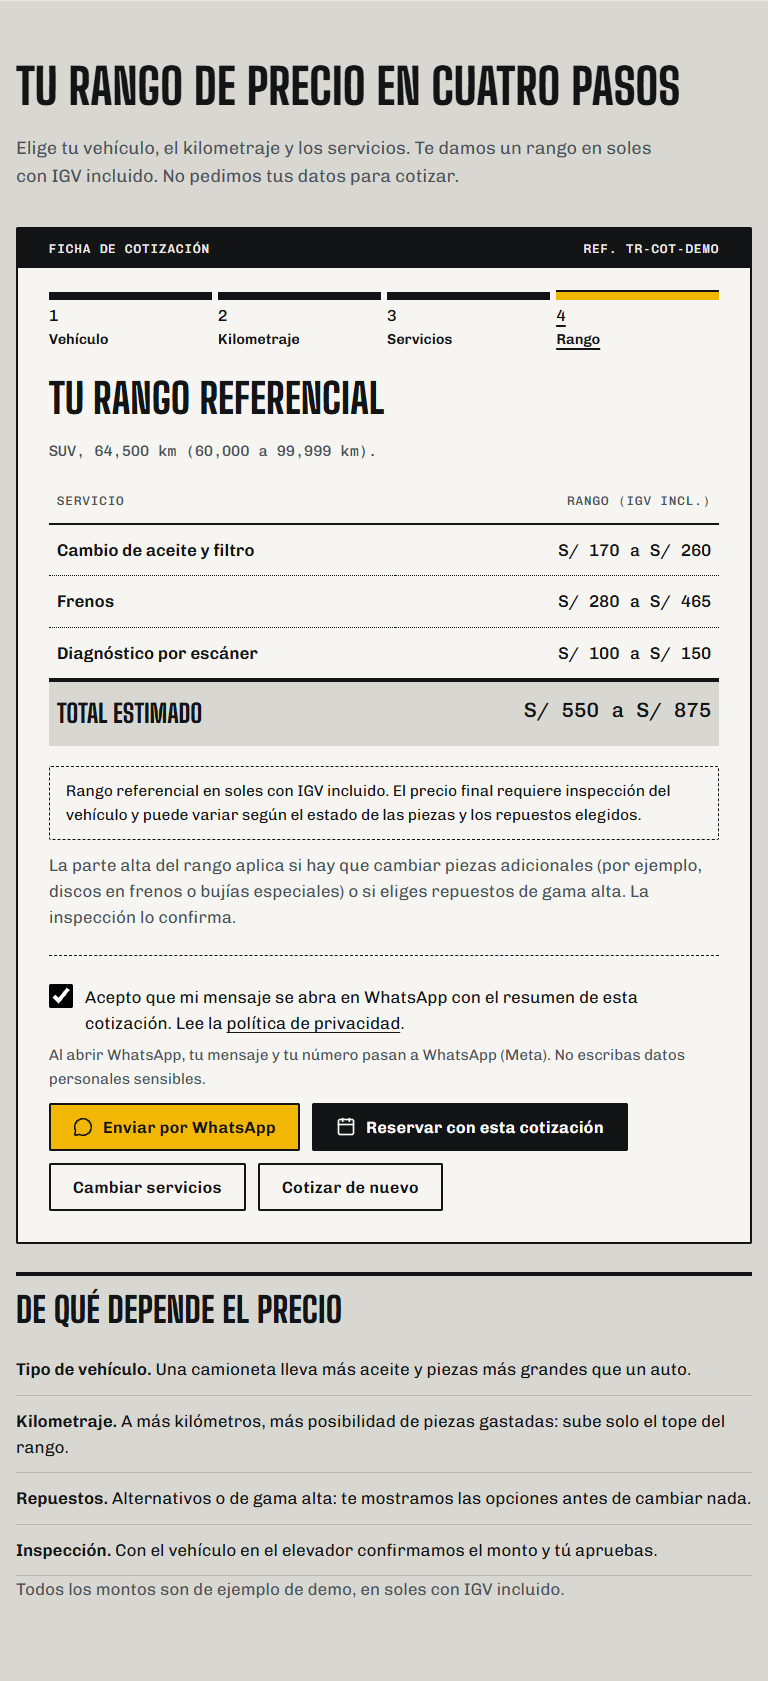 TU RANGO DE PRECIO EN CUATRO PASOS
Elige tu vehículo, el kilometraje y los servicios. Te damos un rango en soles
con IGV incluido. No pedimos tus datos para cotizar.
FICHA DE COTIZACIÓN REF. TR-COT-DEMO
1 2 3 4
Vehículo Kilometraje Servicios Rango
TU RANGO REFERENCIAL
SUV, 64,500 km (60,000 a 99,999 km).
SERVICIO RANGO (IGV INCL.)
Cambio de aceite y filtro S/ 170 a S/ 260
Frenos S/ 280 a S/ 465
Diagnóstico por escáner S/ 100 a S/ 150
TOTAL ESTIMADO S/ 550 a S/ 875
Rango referencial en soles con IGV incluido. El precio final requiere inspección del
vehículo y puede variar según el estado de las piezas y los repuestos elegidos.
La parte alta del rango aplica si hay que cambiar piezas adicionales (por ejemplo,
discos en frenos o bujías especiales) o si eliges repuestos de gama alta. La
inspección lo confirma.
Acepto que mi mensaje se abra en WhatsApp con el resumen de esta
cotización. Lee la política de privacidad.
Al abrir WhatsApp, tu mensaje y tu número pasan a WhatsApp (Meta). No escribas datos
personales sensibles.
Enviar por WhatsApp Reservar con esta cotización
Cambiar servicios Cotizar de nuevo
DE QUÉ DEPENDE EL PRECIO
Tipo de vehículo. Una camioneta lleva más aceite y piezas más grandes que un auto.
Kilometraje. A más kilómetros, más posibilidad de piezas gastadas: sube solo el tope del
rango.
Repuestos. Alternativos o de gama alta: te mostramos las opciones antes de cambiar nada.
Inspección. Con el vehículo en el elevador confirmamos el monto y tú apruebas.
Todos los montos son de ejemplo de demo, en soles con IGV incluido.